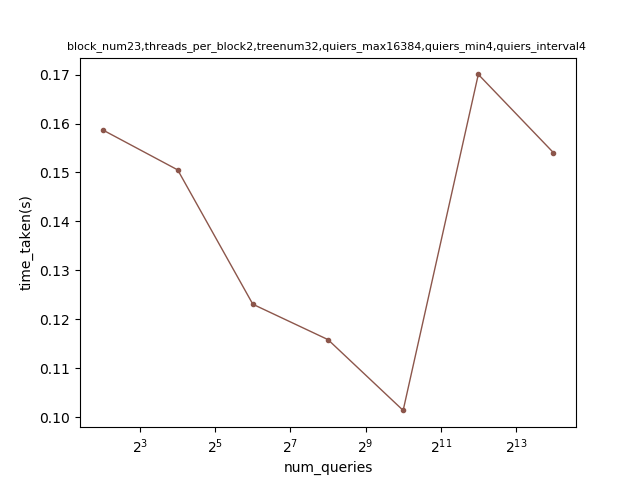 block_num23,threads_per_block2,treenum32,quiers_max16384,quiers_min4,quiers_interval4
0.17
0.16
0.15
0.14
0.13
0.12
0.11
0.10
time_taken(s)
2^3 2^5 2^7 2^9 2^11 2^13
num_queries